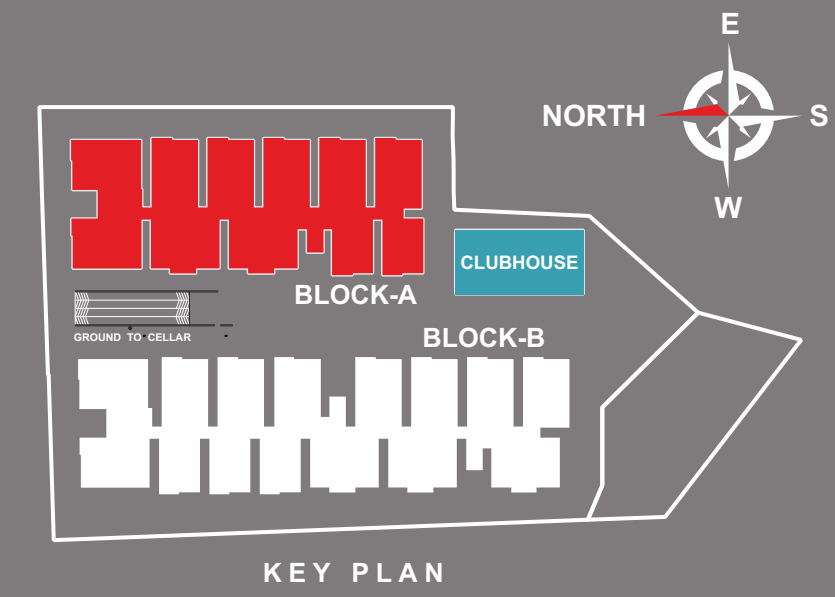 E
NORTH
S
W
CLUBHOUSE
BLOCK-A
BLOCK-B
GROUND TO CELLAR
KEY PLAN